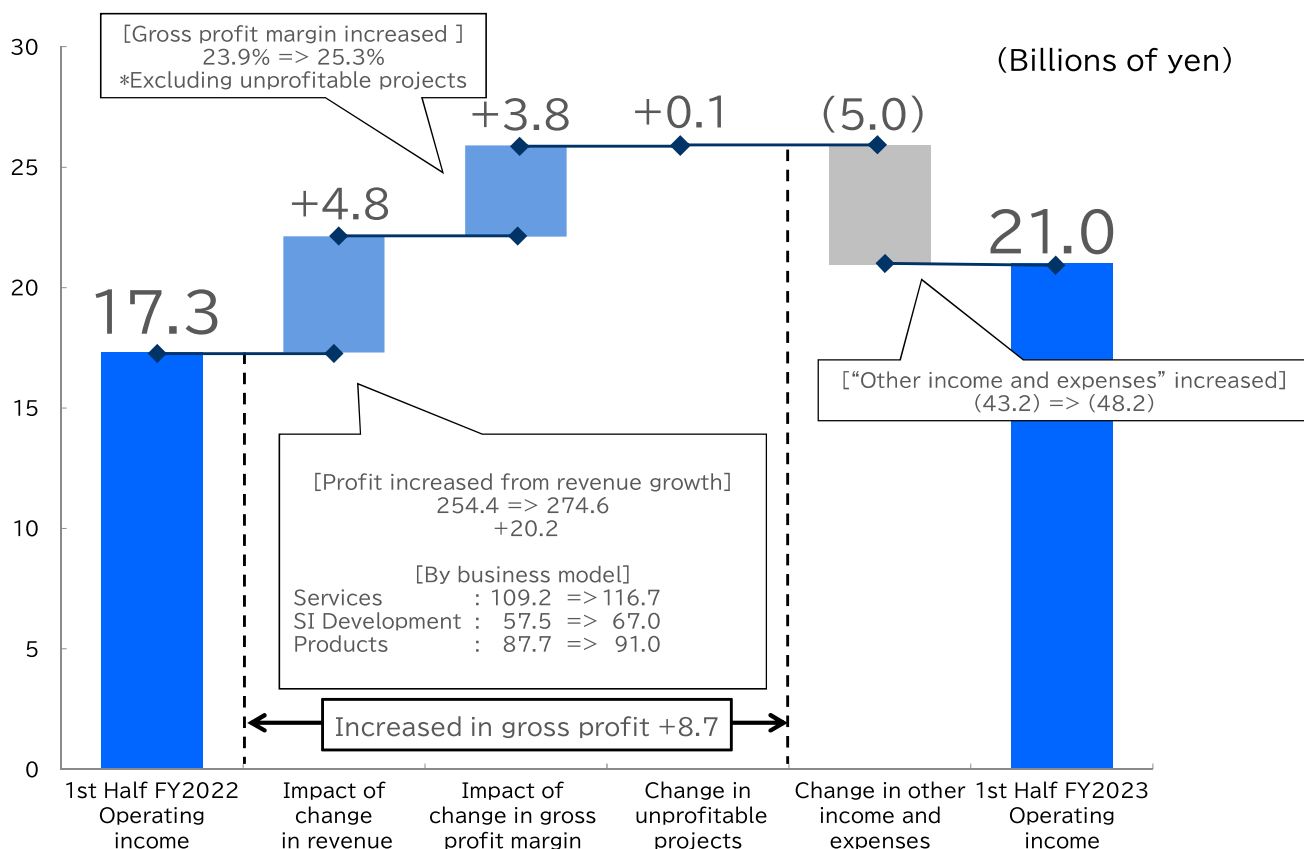 [Gross profit margin increased ]
23.9% => 25.3%
*Excluding unprofitable projects
(Billions of yen)
30
25
20
15
10
5
0
17.3
+4.8
+3.8
+0.1
(5.0)
21.0
["Other income and expenses" increased]
(43.2) => (48.2)
[Profit increased from revenue growth]
254.4 => 274.6
+20.2
[By business model]
Services : 109.2 => 116.7
SI Development : 57.5 => 67.0
Products : 87.7 => 91.0
Increased in gross profit +8.7
1st Half FY2022
Operating
income
Impact of
change
in revenue
Impact of
change in gross
profit margin
Change in
unprofitable
projects
Change in other
income and
expenses
1st Half FY2023
Operating
income